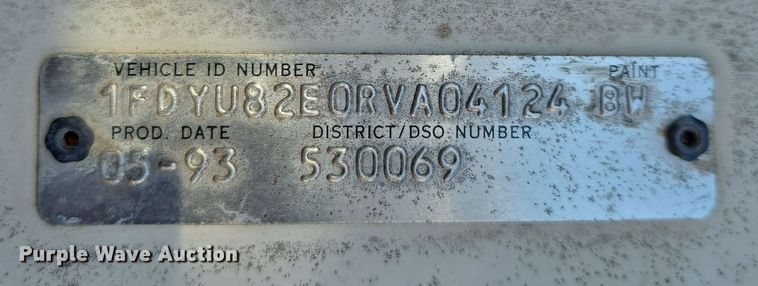 VEHICLE ID NUMBER PAINT
1FDYU82E0RVA04124 BW
PROD. DATE DISTRICT/DSO NUMBER
05-93 530069
Purple Wave Auction